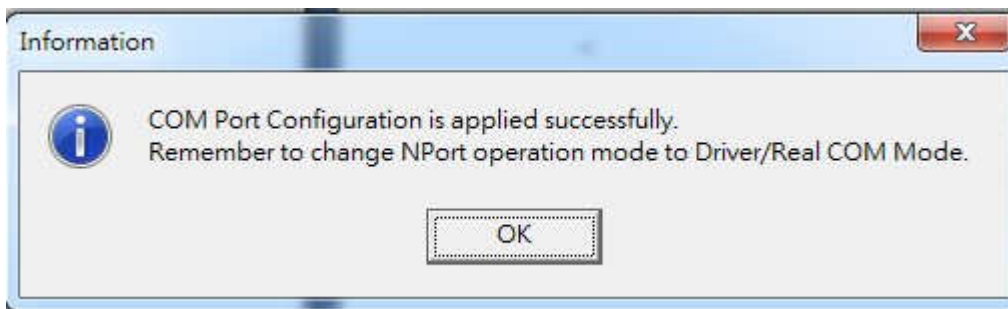 Information
COM Port Configuration is applied successfully.
Remember to change NPort operation mode to Driver/Real COM Mode.
OK